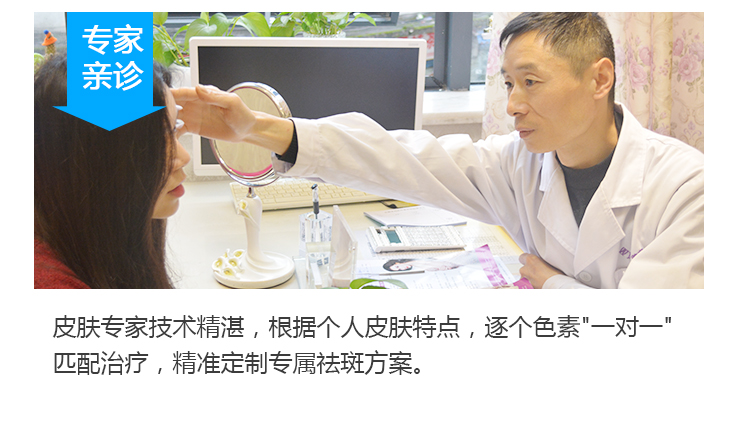 专家
亲诊
皮肤专家技术精湛，根据个人皮肤特点，逐个色素"一对一"
匹配治疗，精准定制专属祛斑方案。